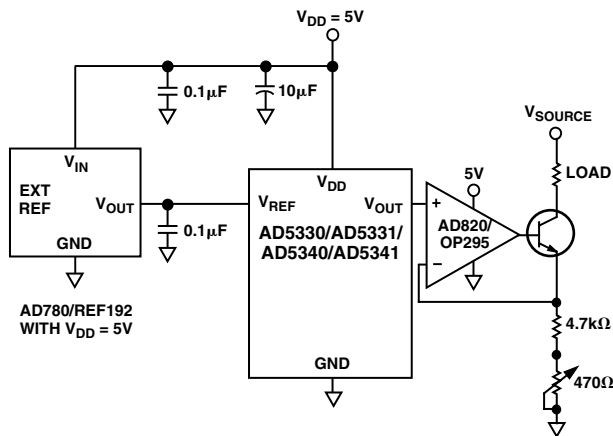 V_DD = 5V
0.1µF
10µF
V_SOURCE
LOAD
EXT
REF
V_IN
V_OUT
GND
0.1µF
V_REF
V_DD
V_OUT
AD5330/AD5331/
AD5340/AD5341
GND
5V
+
–
AD820/
OP295
4.7kΩ
470Ω
AD780/REF192
WITH V_DD = 5V